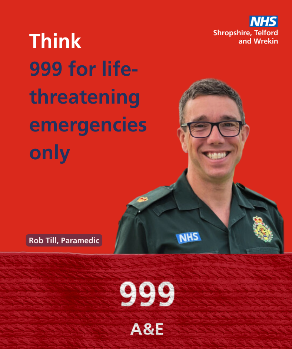 NHS
Shropshire, Telford
and Wrekin
Think
999 for life-
threatening
emergencies
only
NHS
Rob Till, Paramedic
999
A&E